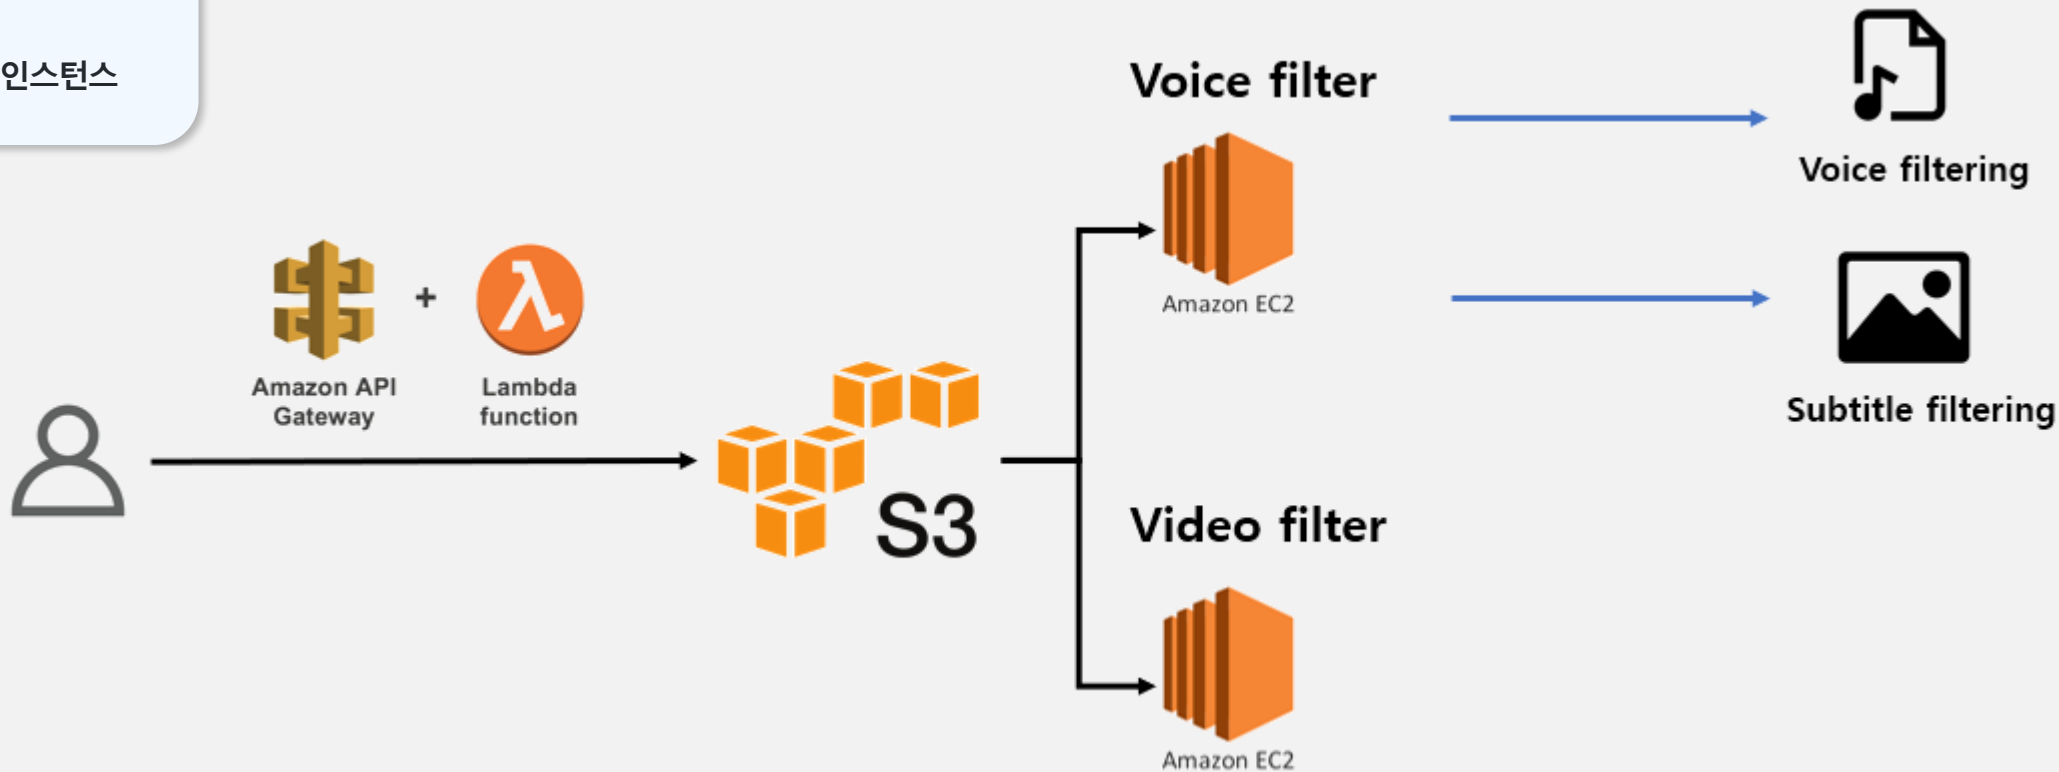 인스턴스
Voice filter
Voice filtering
Amazon EC2
+
Amazon API
Gateway
Lambda
function
Subtitle filtering
S3
Video filter
Amazon EC2